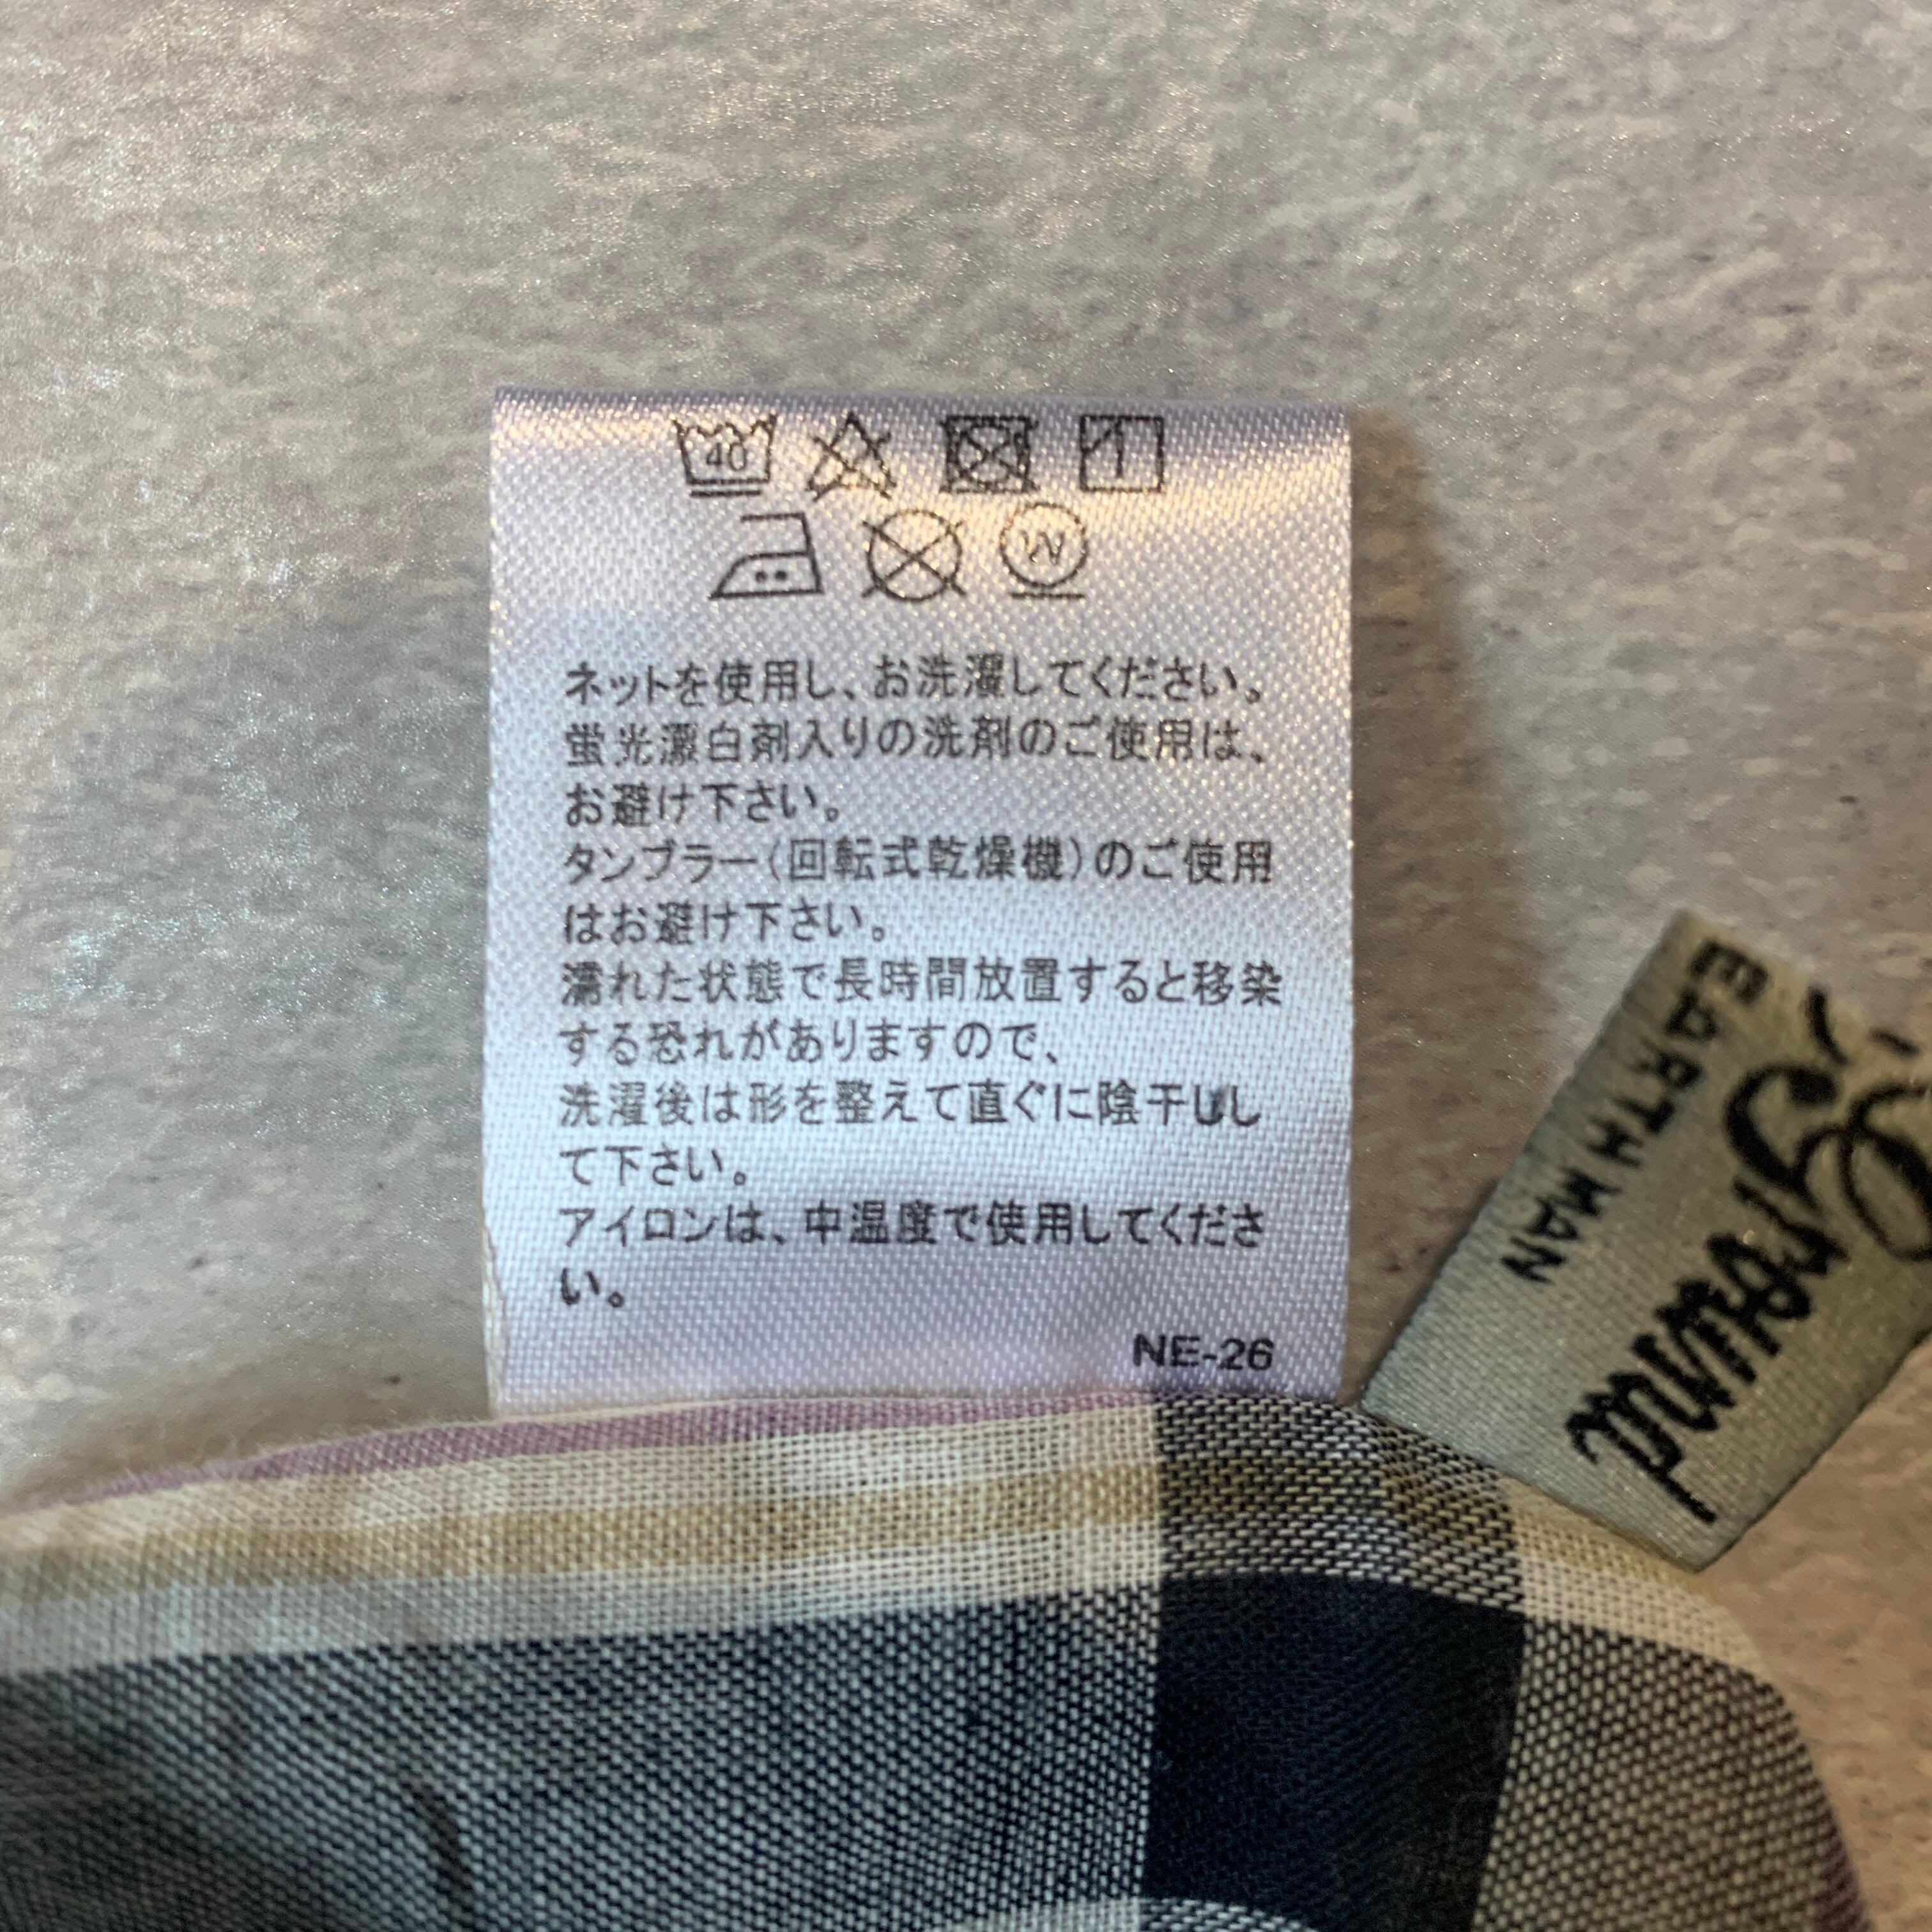 40
W
ネットを使用し、お洗濯してください。
蛍光漂白剤入りの洗剤のご使用は、
お避け下さい。
タンブラー(回転式乾燥機)のご使用
はお避け下さい。
濡れた状態で長時間放置すると移染
する恐れがありますので、
洗濯後は形を整えて直ぐに陰干しし
て下さい。
アイロンは、中温度で使用してくださ
い。
NE-26
Ground
EARTH MAN